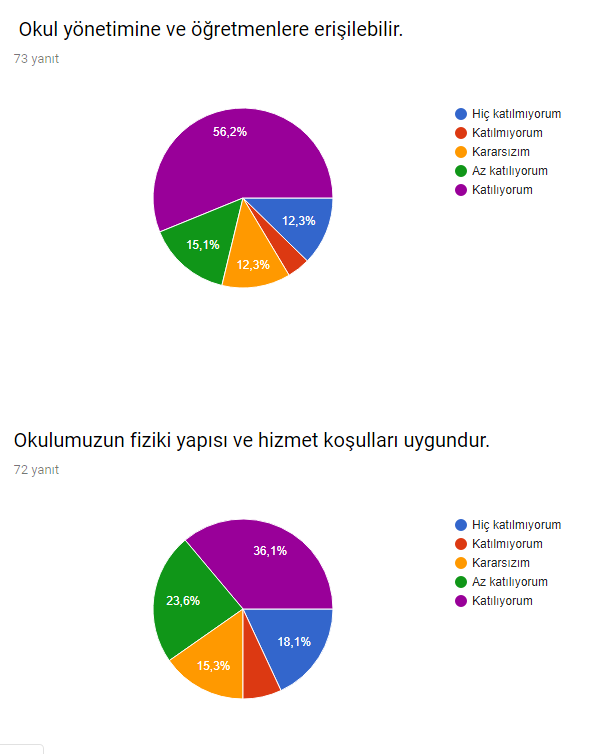 Okul yönetimine ve öğretmenlere erişilebilir.
73 yanıt
Hiç katılmıyorum
Katılmıyorum
Kararsızım
Az katılıyorum
Katılıyorum
56,2%
12,3%
15,1%
12,3%
Okulumuzun fiziki yapısı ve hizmet koşulları uygundur.
72 yanıt
Hiç katılmıyorum
Katılmıyorum
Kararsızım
Az katılıyorum
Katılıyorum
36,1%
23,6%
18,1%
15,3%